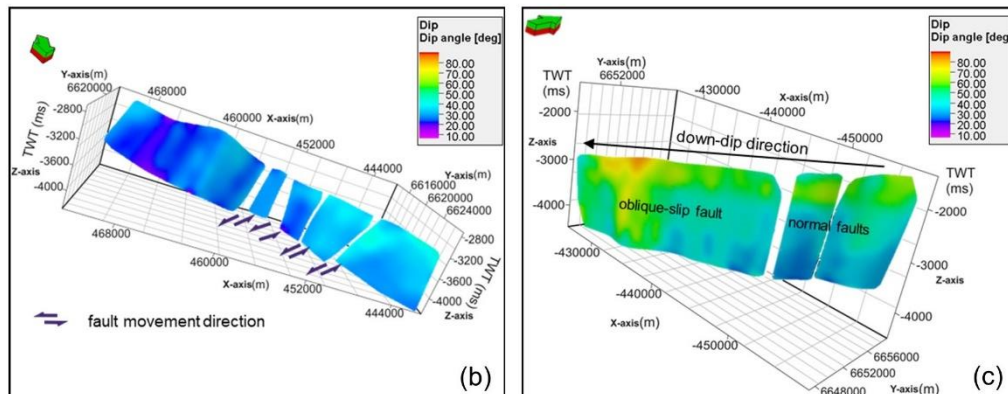 Dip
Dip angle [deg]
80.00
70.00
60.00
50.00
40.00
30.00
20.00
10.00
Y-axis(m)
6620000
468000
-2800
460000
X-axis(m)
452000
TWT (ms)
-3200
444000
Y-axis(m)
Z-axis
-3600
6616000
-4000
6620000
6624000
468000
-2800
460000
-3200
X-axis(m)
-3600
TWT (ms)
452000
-4000
444000
Z-axis
fault movement direction
(b)
Dip
Dip angle [deg]
80.00
70.00
60.00
50.00
40.00
30.00
20.00
10.00
Y-axis(m)
TWT
(ms)
6652000
-430000
X-axis(m)
-2000
-440000
down-dip direction
-450000
-3000
TWT
(ms)
Z-axis
-2000
-4000
oblique-slip fault
normal faults
-430000
-3000
Z-axis
-440000
-4000
X-axis(m)
-450000
6656000
6652000
6648000
Y-axis(m)
(c)